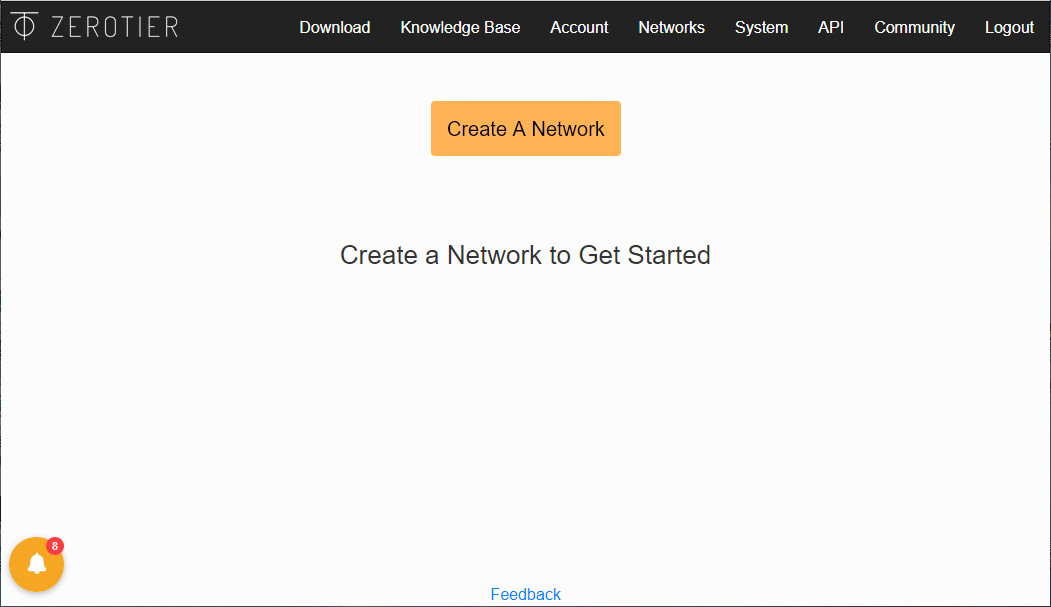 ZEROTIER Download Knowledge Base Account Networks System API Community Logout
Create A Network
Create a Network to Get Started
8
Feedback